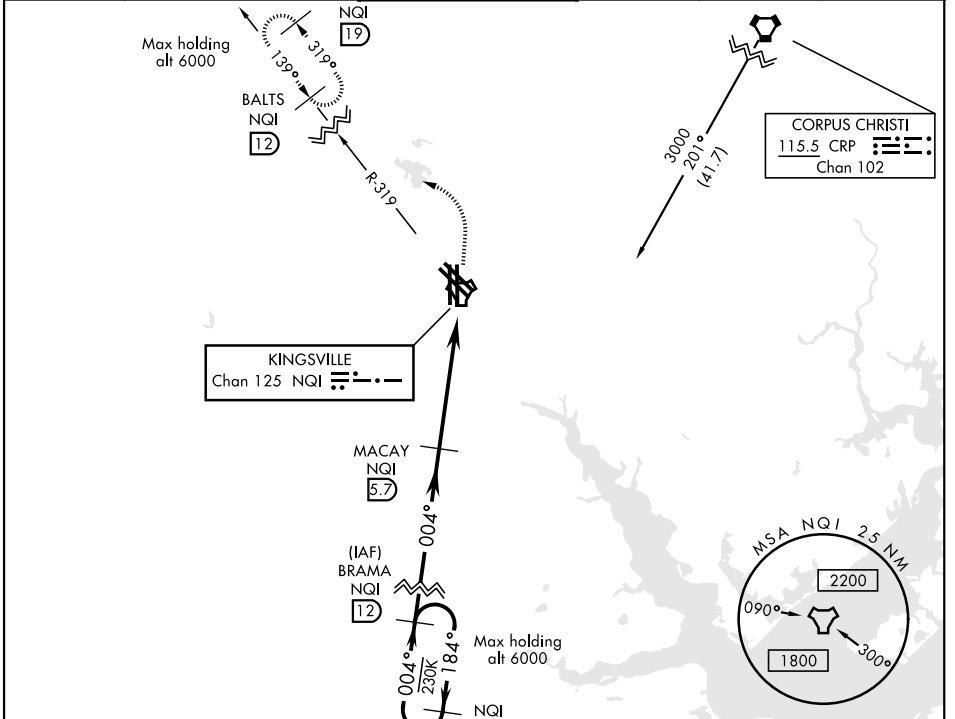 NQI
19
Max holding
alt 6000
319°
139°
BALTS
NQI
12
R-319
3000
201°
(41.7)
CORPUS CHRISTI
115.5 CRP
Chan 102
KINGSVILLE
Chan 125 NQI
MACAY
NQI
5.7
004°
(IAF)
BRAMA
NQI
12
Max holding
alt 6000
004°
230K
184°
NQI
MSA NQI 25 NM
2200
090°
300°
1800